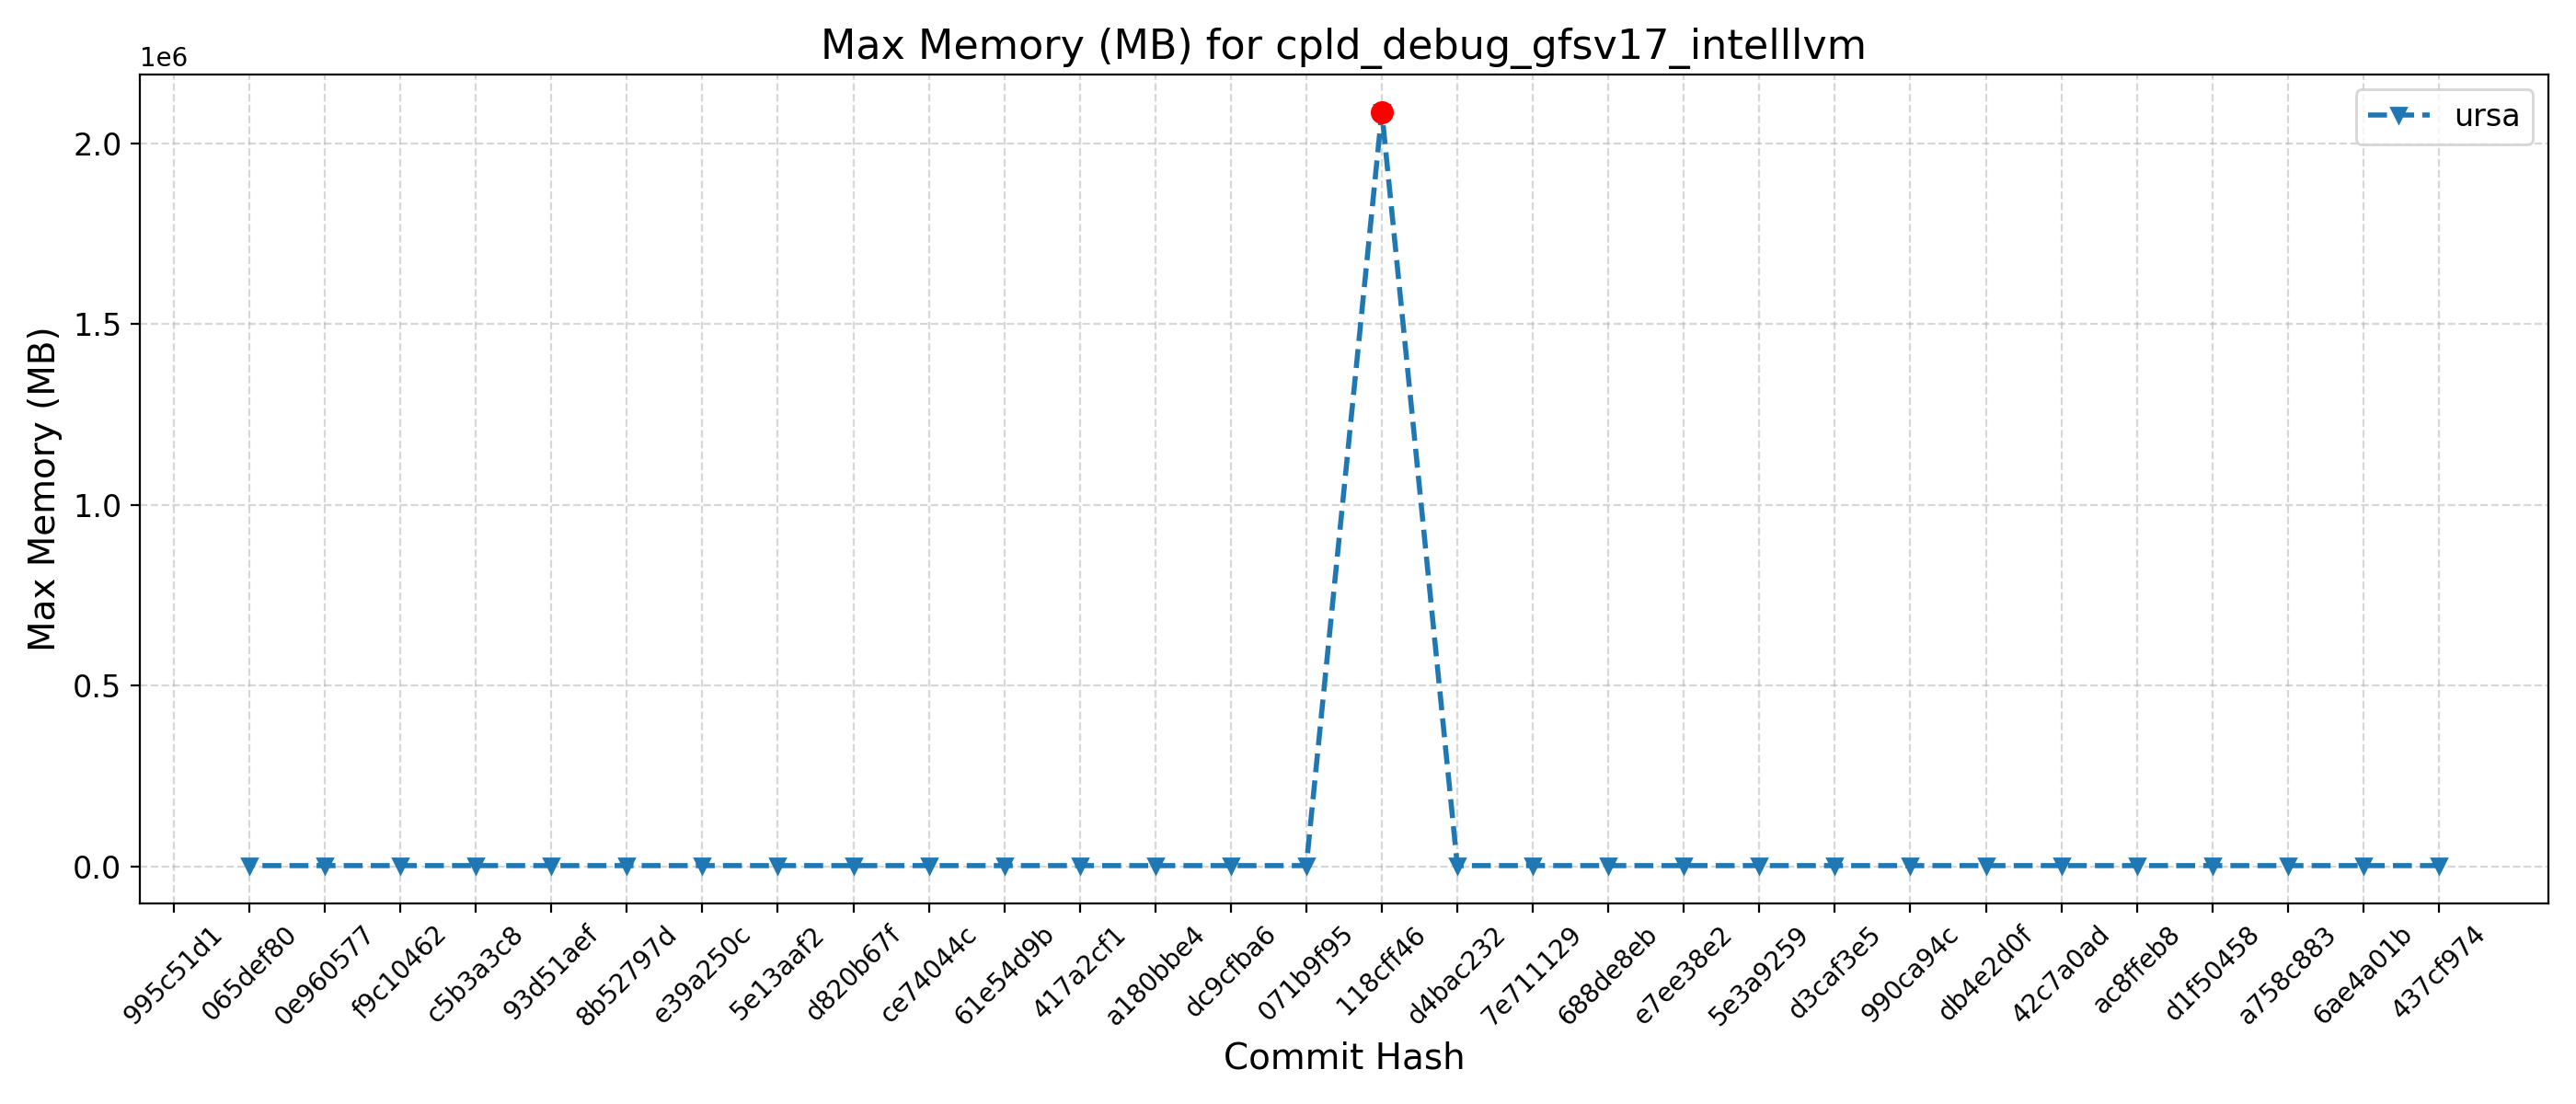 Max Memory (MB) for cpld_debug_gfsv17_intelllvm
1e6
ursa
2.0
1.5
1.0
0.5
0.0
Max Memory (MB)
995c51d1
065def80
0e960577
f9c10462
c5b3a3c8
93d51aef
8b52797d
e39a250c
5e13aaf2
d820b67f
ce74044c
61e54d9b
417a2cf1
a180bbe4
dc9cfba6
071b9f95
118cff46
d4bac232
7e711129
688de8eb
e7ee38e2
5e3a9259
d3caf3e5
990ca94c
db4e2d0f
42c7a0ad
ac8ffeb8
d1f50458
a758c883
6ae4a01b
437cf974
Commit Hash